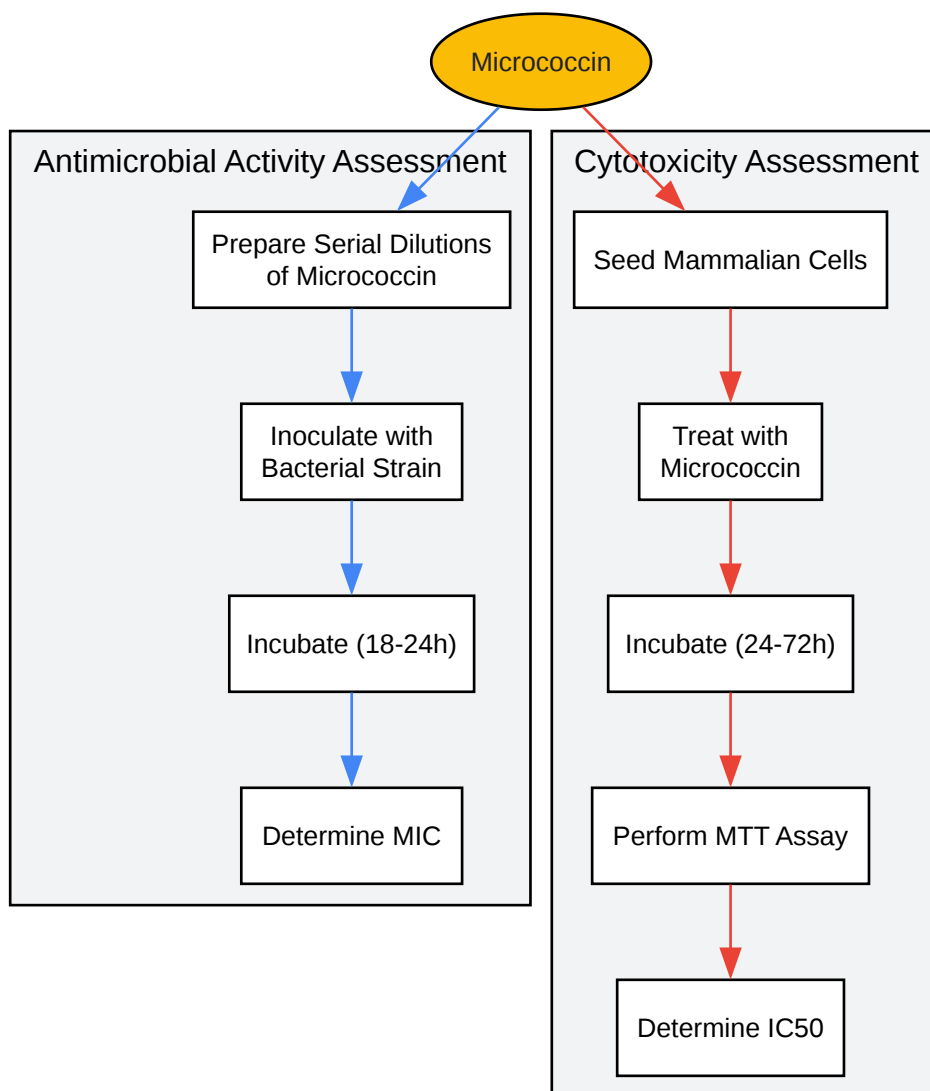 Micrococcin
Antimicrobial Activity Assessment
Prepare Serial Dilutions
of Micrococcin
Inoculate with
Bacterial Strain
Incubate (18-24h)
Determine MIC
Cytotoxicity Assessment
Seed Mammalian Cells
Treat with
Micrococcin
Incubate (24-72h)
Perform MTT Assay
Determine IC50